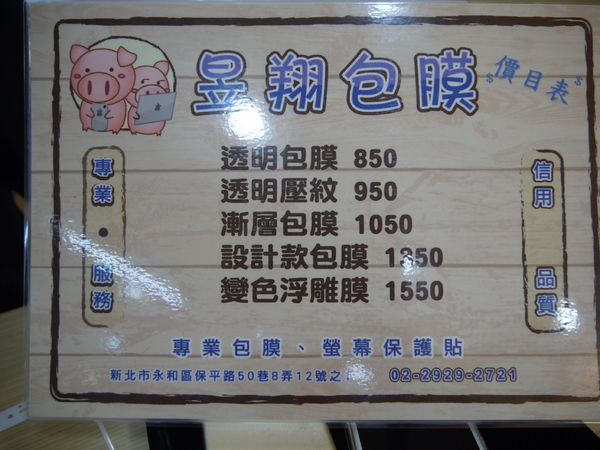 昱翔包膜
$價目表$
透明包膜 850
透明壓紋 950
漸層包膜 1050
設計款包膜 1350
變色浮雕膜 1550
專業●服務
信用 品質
專業包膜、螢幕保護貼
新北市永和區保平路50巷8弄12號之1 02-2929-2721